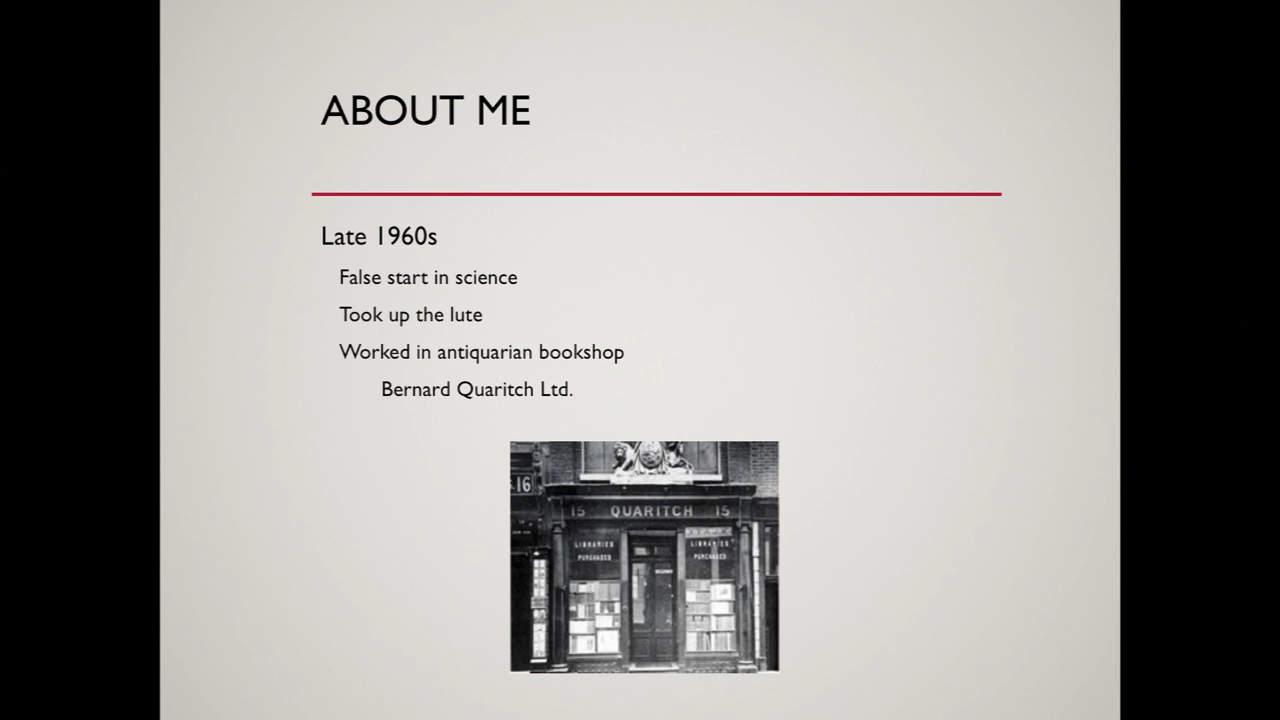 ABOUT ME
Late 1960s
False start in science
Took up the lute
Worked in antiquarian bookshop
Bernard Quaritch Ltd.
16
15 QUARITCH 15
LIBRARIES PURCHASED
LIBRARIES PURCHASED